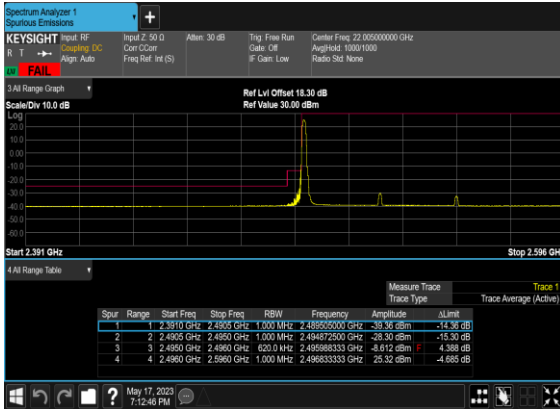 Spectrum Analyzer 1
Spurious Emissions
+
KEYSIGHT Input: RF Input Z: 50 Ω Atten: 30 dB Trig: Free Run Center Freq: 22.005000000 GHz
R T Coupling: DC Corr CCorr Gate: Off Avg|Hold: 1000/1000
Align: Auto Freq Ref: Int (S) IF Gain: Low Radio Std: None
FAIL
3 All Range Graph
Ref Lvl Offset 18.30 dB
Scale/Div 10.0 dB Ref Value 30.00 dBm
Log
20.0
10.0
0.00
-10.0
-20.0
-30.0
-40.0
-50.0
-60.0
Start 2.391 GHz Stop 2.596 GH
4 All Range Table
Measure Trace Trace 1
Trace Type Trace Average (Active)
Spur Range Start Freq Stop Freq RBW Frequency Amplitude ΔLimit
1 1 2.3910 GHz 2.4905 GHz 1.000 MHz 2.489505000 GHz -39.36 dBm -14.36 dB
2 2 2.4905 GHz 2.4950 GHz 1.000 MHz 2.494872500 GHz -28.30 dBm -15.30 dB
3 3 2.4950 GHz 2.4960 GHz 620.0 kHz 2.495988333 GHz -8.612 dBm F 4.388 dB
4 4 2.4960 GHz 2.5960 GHz 1.000 MHz 2.496833333 GHz 25.32 dBm -4.685 dB
? May 17, 2023
7:12:46 PM